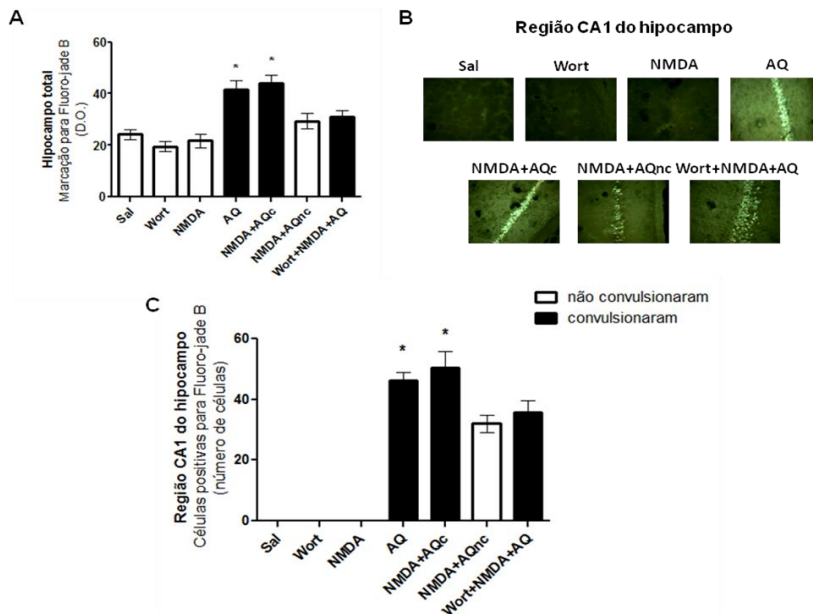 A
Hipocampo total
Marcação para Fluoro-jade B
(D.O.)
60
40
20
0
*
*
Sal
Wort
NMDA
AQ
NMDA+AQc
NMDA+AQnc
Wort+NMDA+AQ
B
Região CA1 do hipocampo
Sal
Wort
NMDA
AQ
NMDA+AQc
NMDA+AQnc
Wort+NMDA+AQ
C
não convulsionaram
convulsionaram
Região CA1 do hipocampo
Células positivas para Fluoro-jade B
(número de células)
60
40
20
0
*
*
Sal
Wort
NMDA
AQ
NMDA+AQc
NMDA+AQnc
Wort+NMDA+AQ